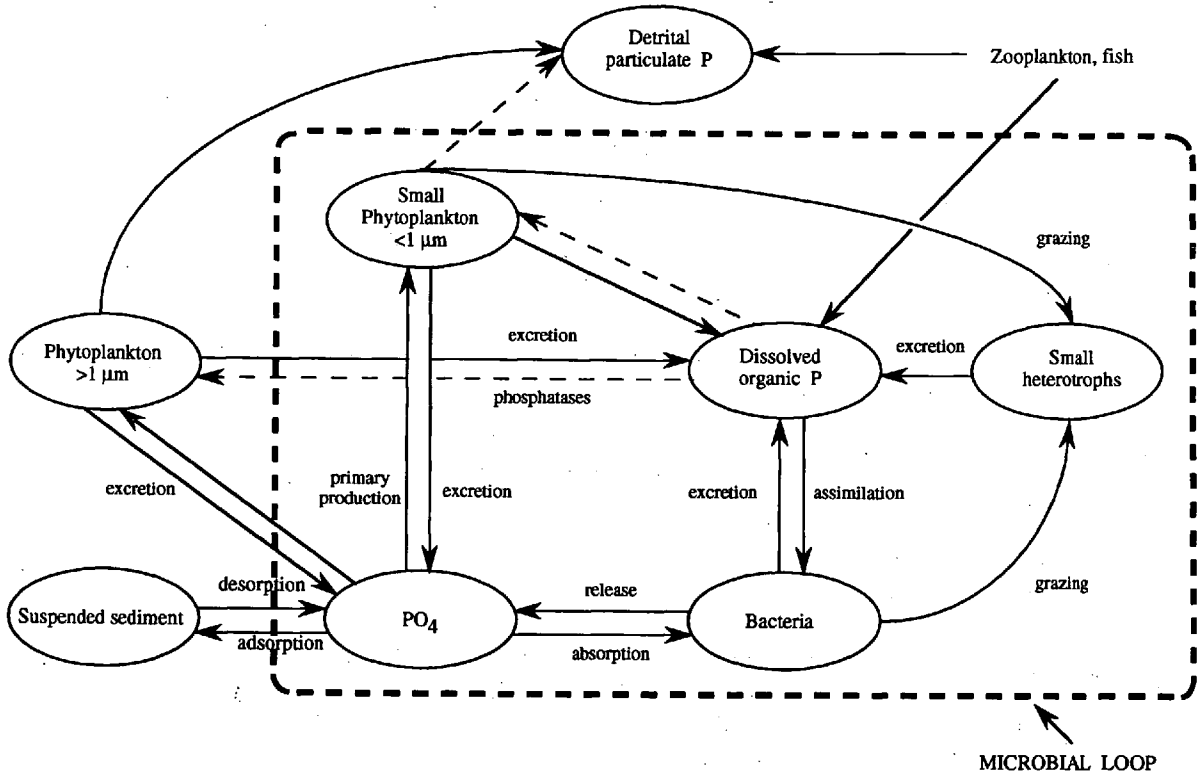 Detrital
particulate P
Zooplankton, fish
Small
Phytoplankton
<1 µm
grazing
Phytoplankton
>1 µm
excretion
phosphatases
Dissolved
organic P
excretion
Small
heterotrophs
excretion
primary
production
excretion
excretion
assimilation
desorption
Suspended sediment
adsorption
PO4
release
absorption
Bacteria
grazing
MICROBIAL LOOP